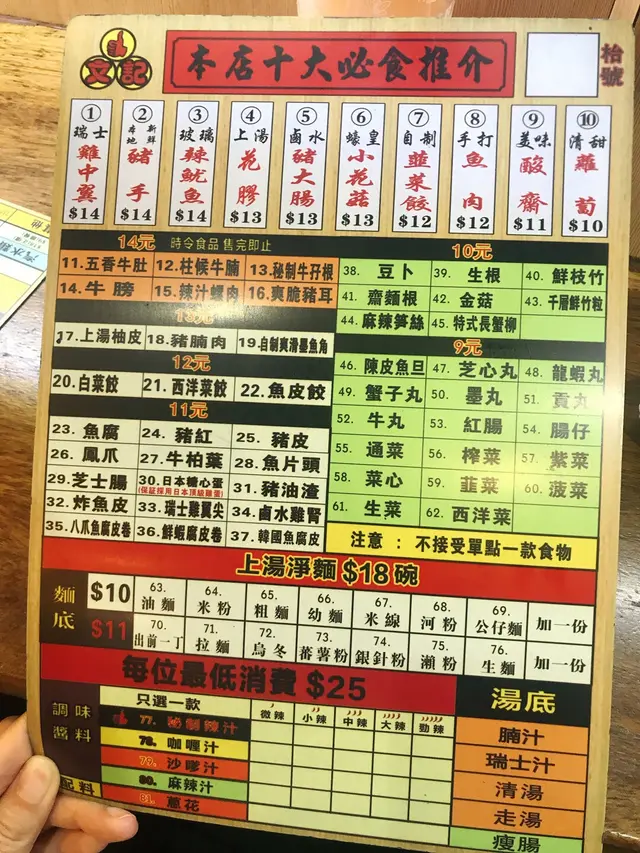 文記
本店十大必食推介
枱號
① ② ③ ④ ⑤ ⑥ ⑦ ⑧ ⑨ ⑩
瑞士雞中翼 $14
新鮮本地豬手 $14
玻璃辣魷魚 $14
上湯花膠 $13
鹵水豬大腸 $13
蠔皇小花菇 $13
自制韮菜餃 $12
手打魚肉 $12
美味酸齋 $11
清甜蘿蔔 $10
14元 時令食品 售完即止
11.五香牛肚 12.柱候牛腩 13.秘制牛孖根
14.牛膀 15.辣汁螺肉 16.爽脆豬耳
13元
17.上湯柚皮 18.豬腩肉 19.自制爽滑墨魚角
12元
20.白菜餃 21.西洋菜餃 22.魚皮餃
11元
23. 魚腐 24. 豬紅 25. 豬皮
26. 鳳爪 27.牛柏葉 28.魚片頭
29.芝士腸 30.日本糖心蛋 31.豬油渣
(保証採用日本頂級雞蛋)
32.炸魚皮 33.瑞士雞翼尖 34.鹵水雞腎
35.八爪魚腐皮卷 36.鮮蝦腐皮卷 37.韓國魚腐皮
10元
38. 豆卜 39. 生根 40. 鮮枝竹
41. 齋麵根 42. 金菇 43. 千層鮮竹粒
44. 麻辣笋絲 45. 特式長蟹柳
9元
46. 陳皮魚旦 47. 芝心丸 48. 龍蝦丸
49. 蟹子丸 50. 墨丸 51. 貢丸
52. 牛丸 53. 紅腸 54. 腸仔
55. 通菜 56. 榨菜 57. 紫菜
58. 菜心 59. 韮菜 60. 菠菜
61. 生菜 62. 西洋菜
注意：不接受單點一款食物
上湯淨麵 $18 碗
麵底
$10 63. 油麵 64. 米粉 65. 粗麵 66. 幼麵 67. 米線 68. 河粉 69. 公仔麵 加一份
$11 70. 出前一丁 71. 拉麵 72. 烏冬 73. 蕃薯粉 74. 銀針粉 75. 瀨粉 76. 生麵 加一份
每位最低消費 $25
調味醬料
只選一款 微辣 小辣 中辣 大辣 勁辣
77. 秘制辣汁
78. 咖喱汁
79. 沙嗲汁
80. 麻辣汁
配料
81. 蔥花
湯底
腩汁
瑞士汁
清湯
走湯
瘦腸